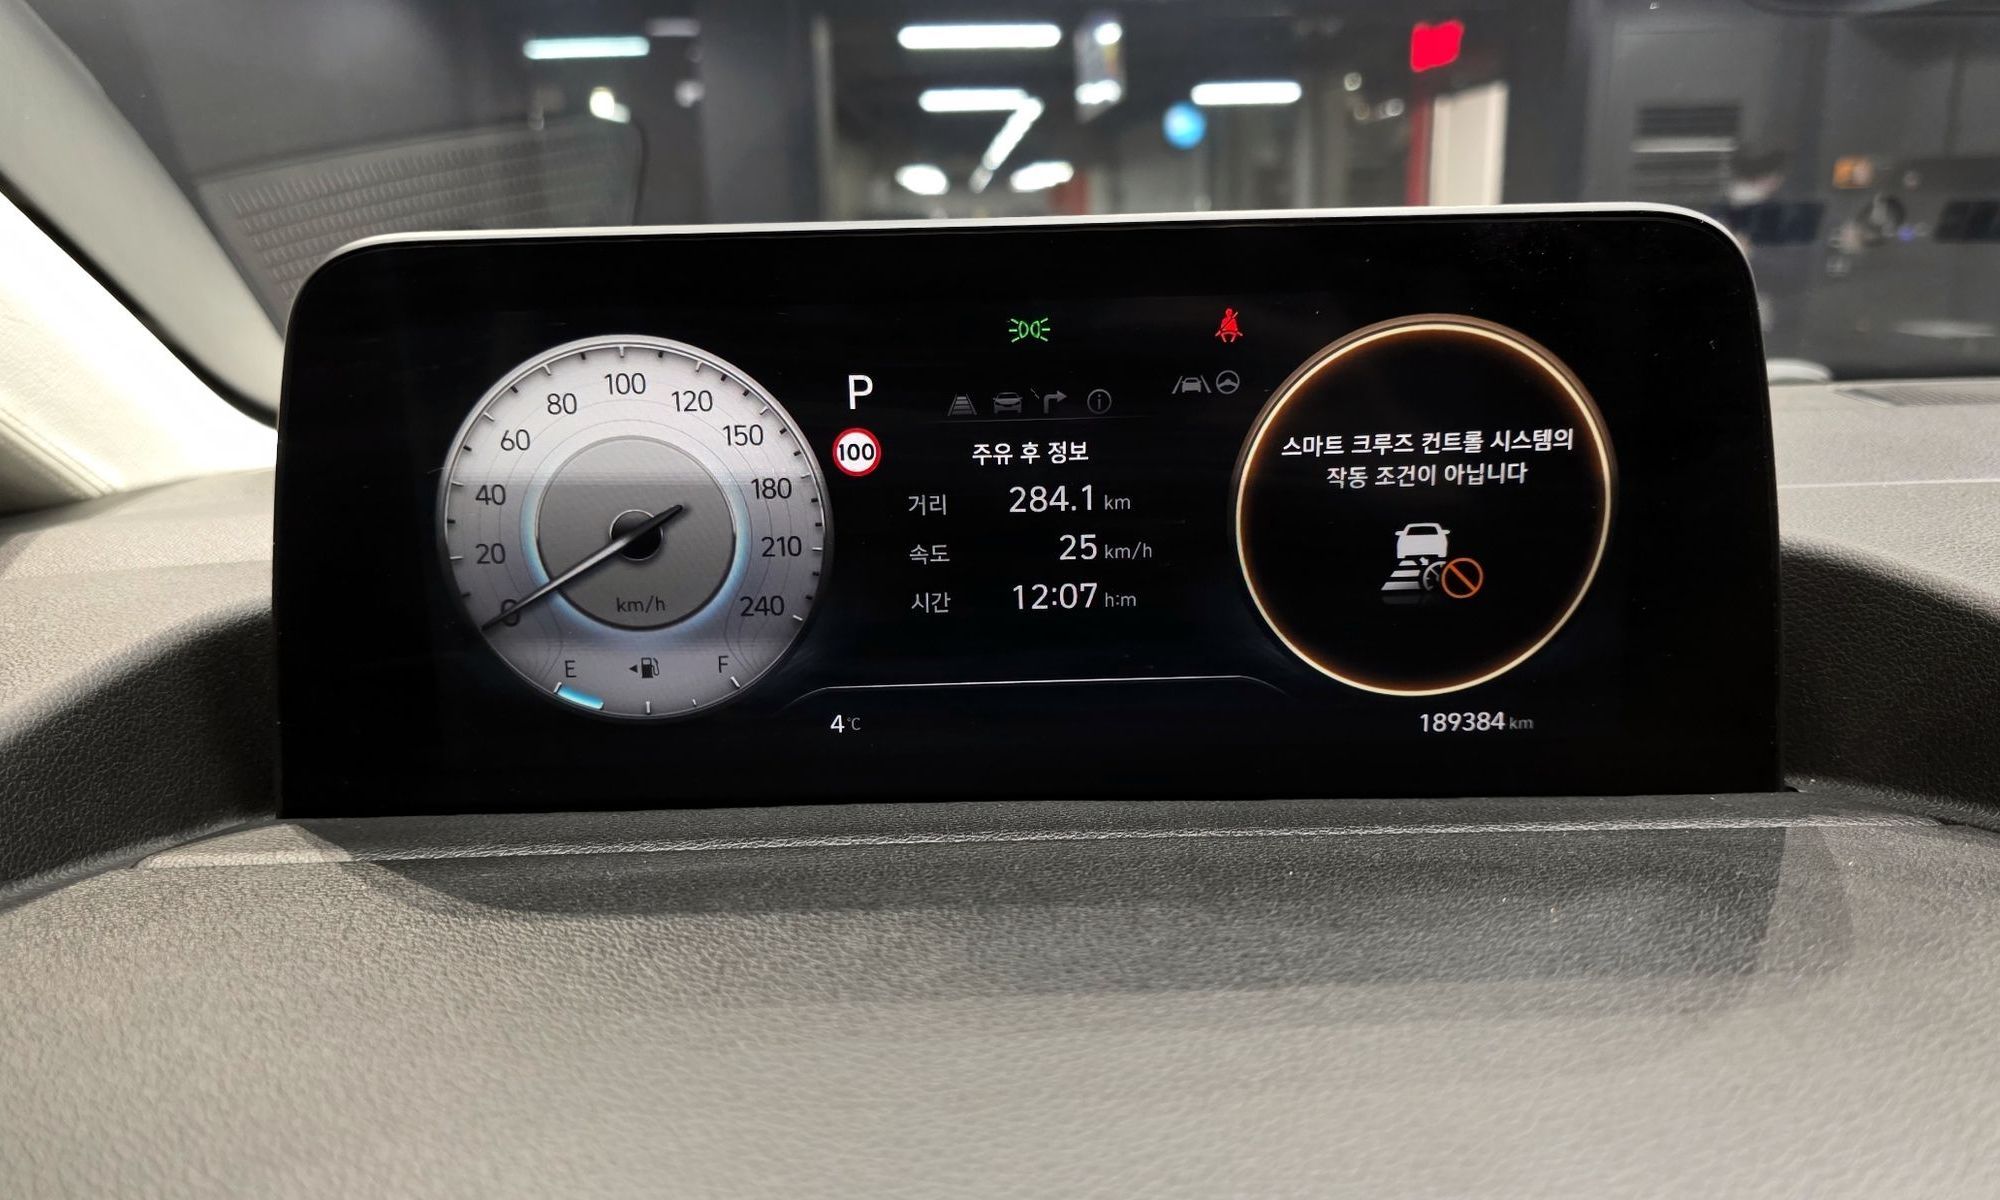 0
20
40
60
80
100
120
150
180
210
240
km/h
E
F
P
100
주유 후 정보
거리 284.1 km
속도 25 km/h
시간 12:07 h:m
4°C
스마트 크루즈 컨트롤 시스템의
작동 조건이 아닙니다
189384 km